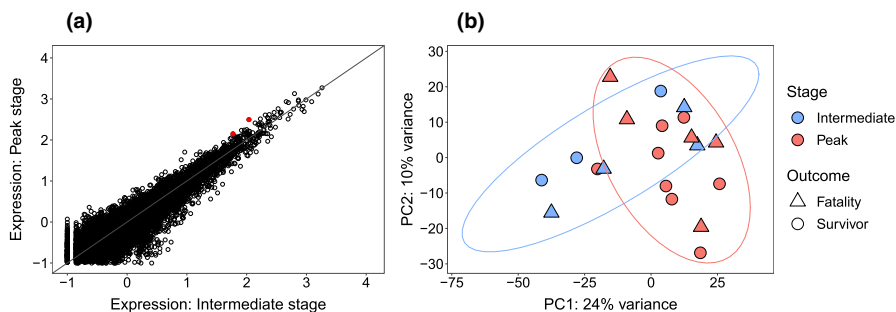 (a)
Expression: Peak stage
4
3
2
1
0
−1
−1 0 1 2 3 4
Expression: Intermediate stage
(b)
PC2: 10% variance
30
20
10
0
−10
−20
−30
−75 −50 −25 0 25
PC1: 24% variance
Stage
Intermediate
Peak
Outcome
Fatality
Survivor